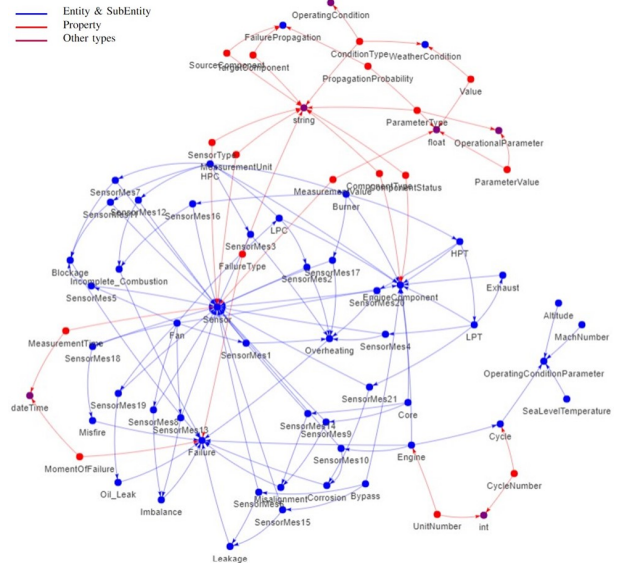 Entity & SubEntity
Property
Other types
OperatingCondition
FailurePropagation
ConditionType
WeatherCondition
SourceComponent
TargetComponent
PropagationProbability
Value
string
ParameterType
float
OperationalParameter
SensorType
MeasurementUnit
HPC
ParameterValue
ComponentType
ComponentStatus
MeasurementValue
SensorMes7
Burner
SensorMes12
SensorMes16
LPC
SensorMes3
HPT
FailureType
Blockage
Incomplete_Combustion
SensorMes17
SensorMes2
Exhaust
SensorMes5
EngineComponent
SensorMes20
Sensor
Altitude
Fan
MachNumber
MeasurementType
SensorMes18
SensorMes1
Overheating
SensorMes4
LPT
OperatingConditionParameter
SensorMes21
dateTime
SensorMes19
SensorMes8
SensorMes13
Core
SeaLevelTemperature
Misfire
SensorMes14
SensorMes9
Cycle
Failure
SensorMes10
Engine
MomentOfFailure
CycleNumber
Oil_Leak
Imbalance
Misalignment
Corrosion
Bypass
SensorMes15
UnitNumber
int
Leakage